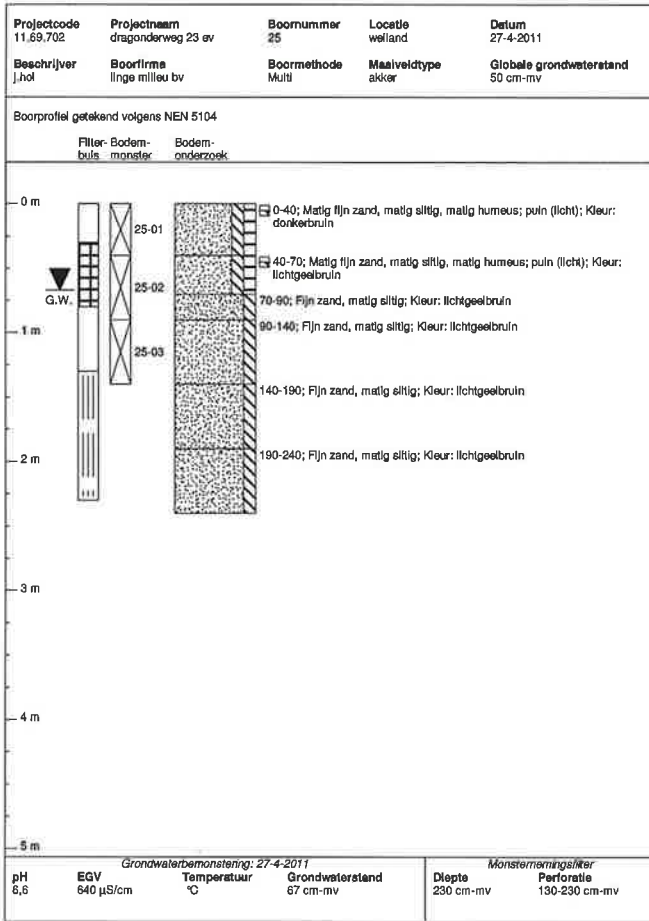 Projectcode Projectnaam Boornummer Locatie Datum
11.69.702 dragonderweg 23 ev 25 weiland 27-4-2011
Beschrijver Boorfirma Boormethode Maaiveldtype Globale grondwaterstand
j.hol linge milieu bv Multi akker 50 cm-mv
Boorprofiel getekend volgens NEN 5104
Filter- Bodem- Bodem-
buis monster onderzoek
0 m
0-40; Matig fijn zand, matig siltig, matig humeus; puin (licht); Kleur:
donkerbruin
25-01
40-70; Matig fijn zand, matig siltig, matig humeus; puin (licht); Kleur:
lichtgeelbruin
25-02
G.W.
70-90; Fijn zand, matig siltig; Kleur: lichtgeelbruin
1 m
90-140; Fijn zand, matig siltig; Kleur: lichtgeelbruin
25-03
140-190; Fijn zand, matig siltig; Kleur: lichtgeelbruin
2 m
190-240; Fijn zand, matig siltig; Kleur: lichtgeelbruin
3 m
4 m
5 m
Grondwaterbemonstering: 27-4-2011 Monsternemingsfilter
pH EGV Temperatuur Grondwaterstand Diepte Perforatie
6,6 640 µS/cm °C 67 cm-mv 230 cm-mv 130-230 cm-mv